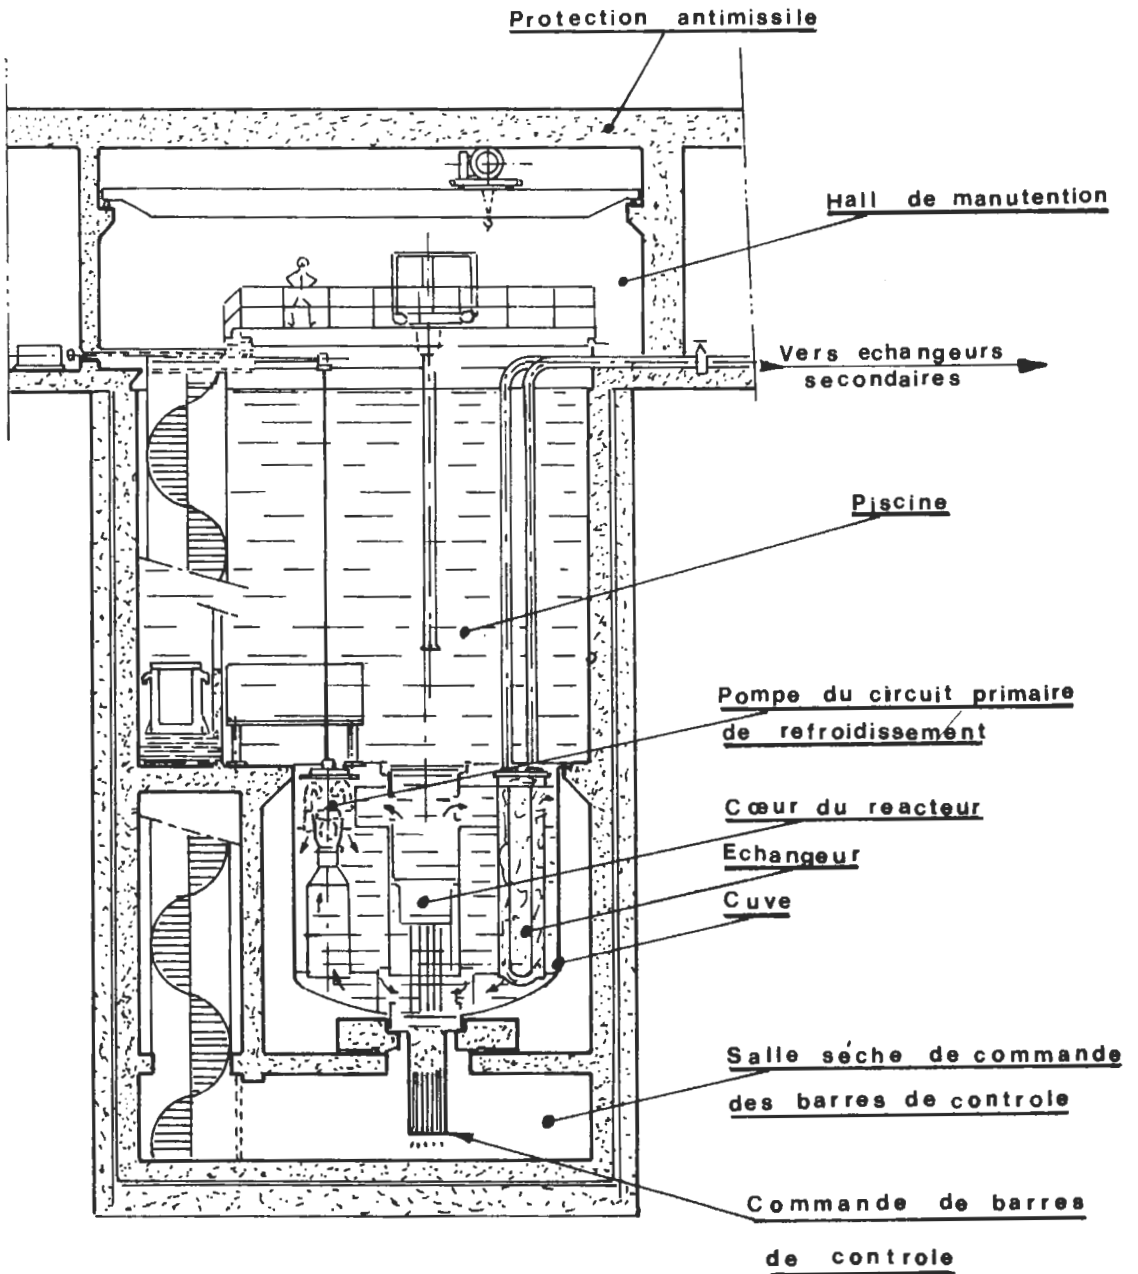 Protection antimissile
Hall de manutention
Vers echangeurs
secondaires
Piscine
Pompe du circuit primaire
de refroidissement
Cœur du reacteur
Echangeur
Cuve
Salle séche de commande
des barres de controle
Commande de barres
de controle